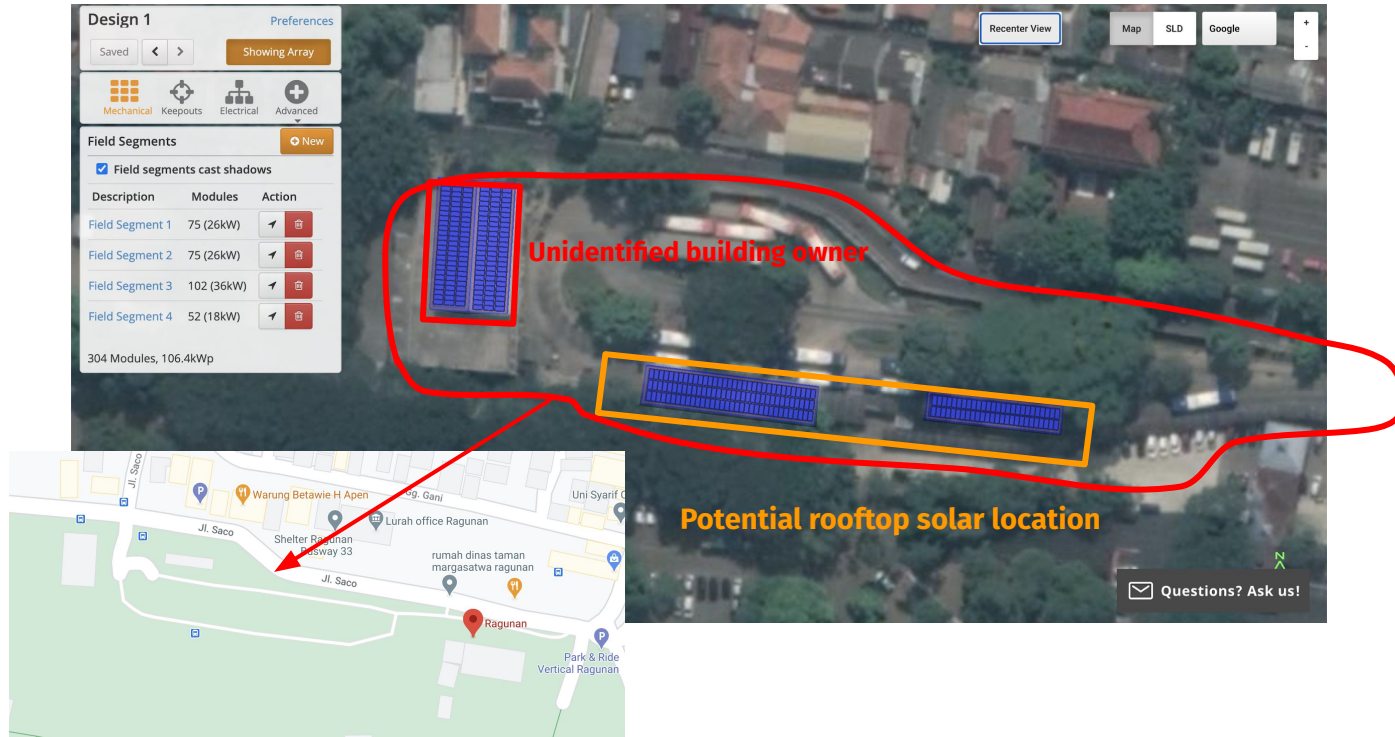 Design 1
Preferences
Saved
Showing Array
Mechanical
Keepouts
Electrical
Advanced
Field Segments
New
Field segments cast shadows
Description Modules Action
Field Segment 1 75 (26kW)
Field Segment 2 75 (26kW)
Field Segment 3 102 (36kW)
Field Segment 4 52 (18kW)
304 Modules, 106.4kWp
Recenter View
Map
SLD
Google
+
-
Unidentified building owner
Potential rooftop solar location
N
Questions? Ask us!
Jl. Saco
P
Warung Betawie H Apen
Gg. Gani
Uni Syarif
Lurah office Ragunan
Jl. Saco
Shelter Ragunan
Busway 33
rumah dinas taman
margasatwa ragunan
Jl. Saco
Ragunan
P
Park & Ride
Vertical Ragunan